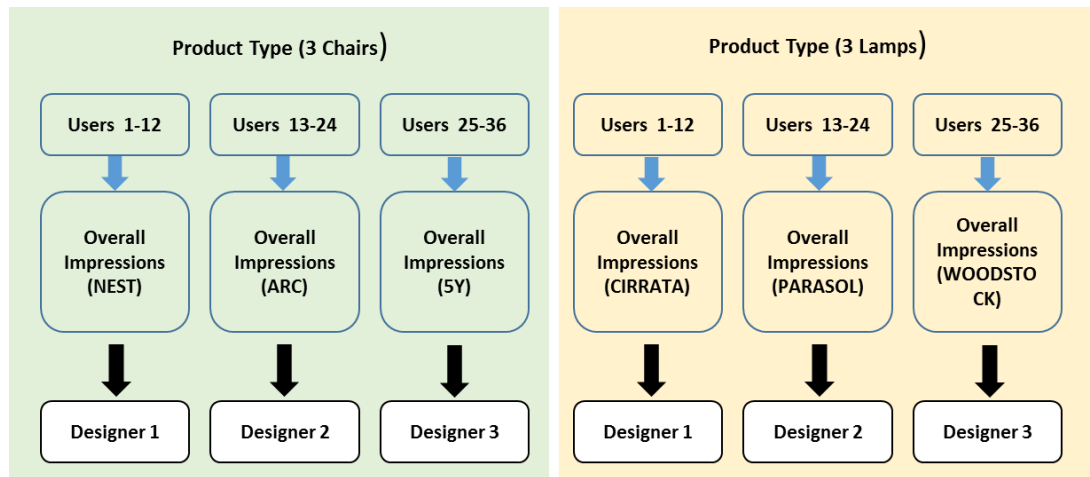 Product Type (3 Chairs)
Users 1-12
Users 13-24
Users 25-36
Overall
Impressions
(NEST)
Overall
Impressions
(ARC)
Overall
Impressions
(5Y)
Designer 1
Designer 2
Designer 3
Product Type (3 Lamps)
Users 1-12
Users 13-24
Users 25-36
Overall
Impressions
(CIRRATA)
Overall
Impressions
(PARASOL)
Overall
Impressions
(WOODSTO
CK)
Designer 1
Designer 2
Designer 3